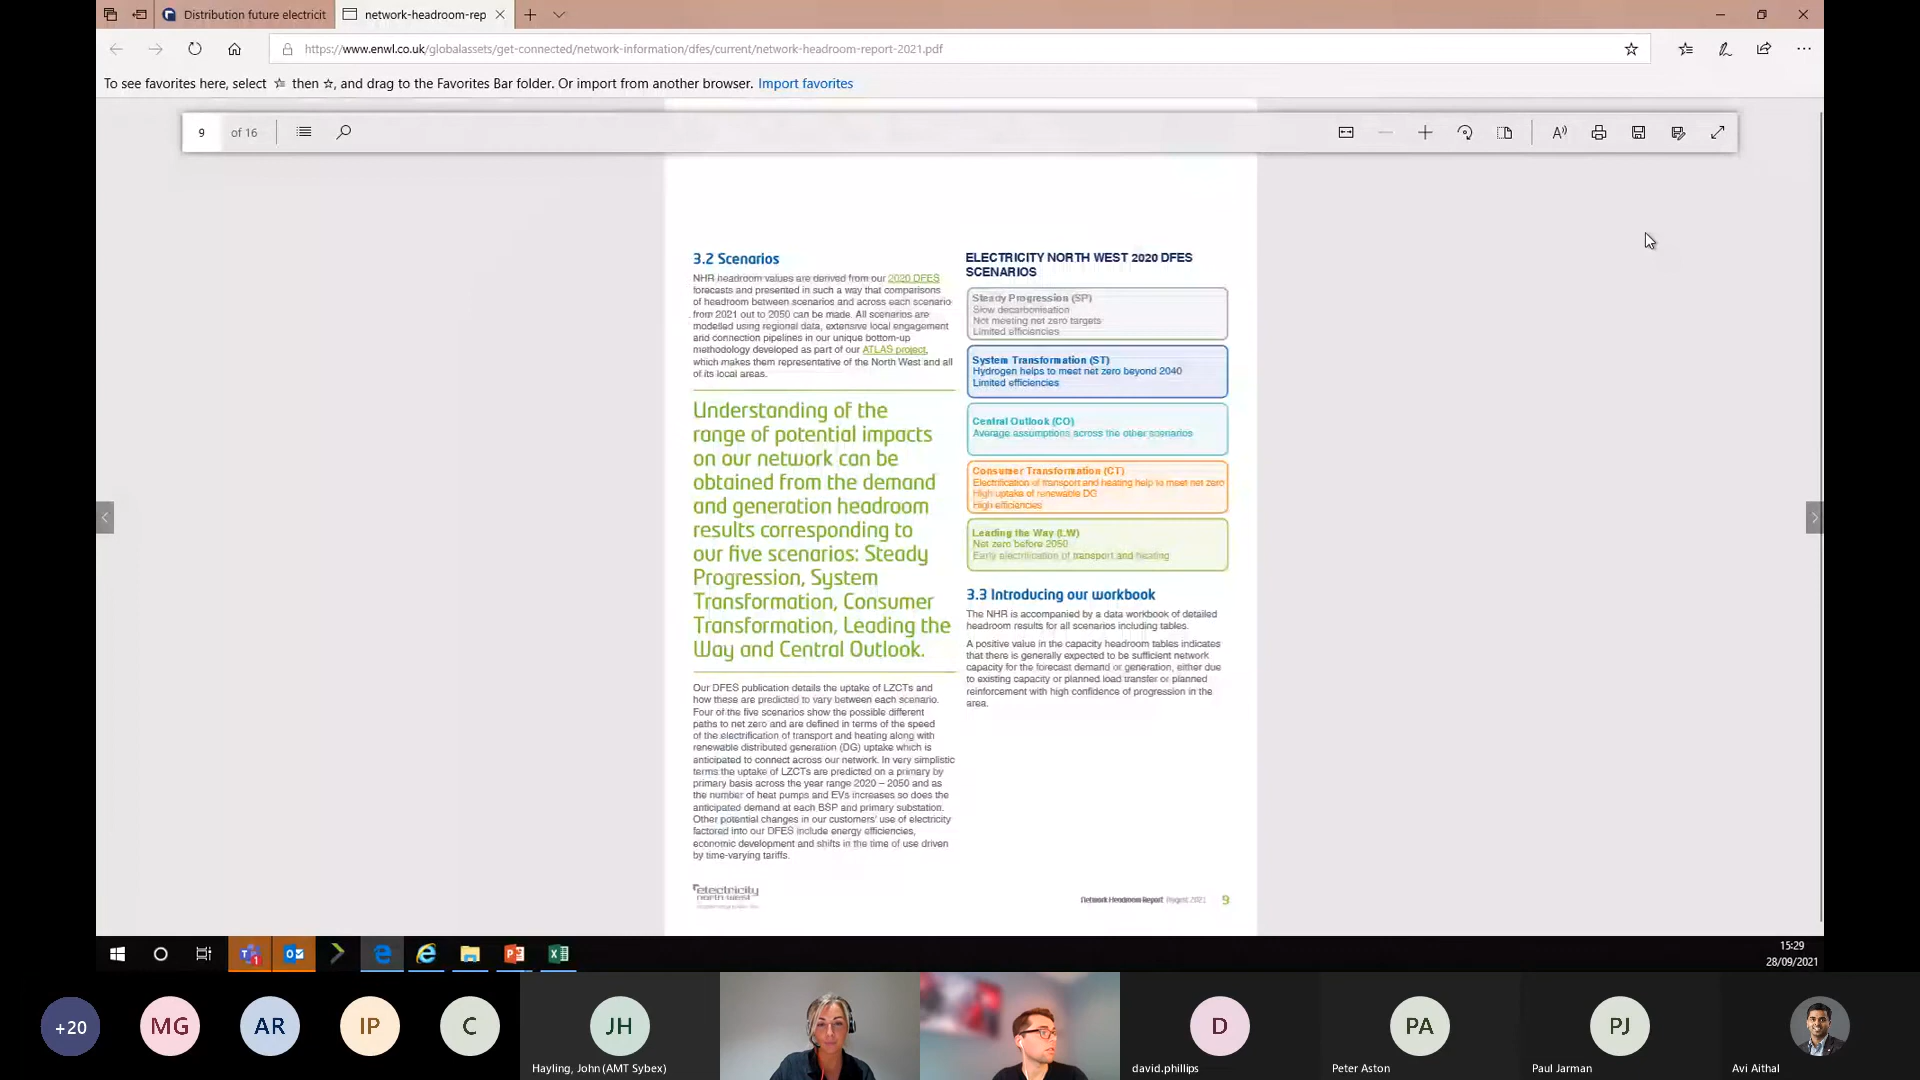 Distribution future electricit
network-headroom-rep
https://www.enwl.co.uk/globalassets/get-connected/network-information/dfes/current/network-headroom-report-2021.pdf
To see favorites here, select then , and drag to the Favorites Bar folder. Or import from another browser. Import favorites
9 of 16
3.2 Scenarios
NHR headroom values are derived from our 2020 DFES
forecasts and presented in such a way that comparisons
of headroom between scenarios and across each scenario
from 2021 out to 2050 can be made. All scenarios are
modelled using regional data, extensive local engagement
and connection pipelines in our unique bottom-up
methodology developed as part of our ATLAS project,
which makes them representative of the North West and all
of its local areas.
Understanding of the
range of potential impacts
on our network can be
obtained from the demand
and generation headroom
results corresponding to
our five scenarios: Steady
Progression, System
Transformation, Consumer
Transformation, Leading the
Way and Central Outlook.
Our DFES publication details the uptake of LZCTs and
how these are predicted to vary between each scenario.
Four of the five scenarios show the possible different
paths to net zero and are defined in terms of the speed
of the electrification of transport and heating along with
renewable distributed generation (DG) uptake which is
anticipated to connect across our network. In very simplistic
terms the uptake of LZCTs are predicted on a primary by
primary basis across the year range 2020 – 2050 and as
the number of heat pumps and EVs increases so does the
anticipated demand at each BSP and primary substation.
Other potential changes in our customers' use of electricity
factored into our DFES include energy efficiencies,
economic development and shifts in the time of use driven
by time-varying tariffs.
ELECTRICITY NORTH WEST 2020 DFES
SCENARIOS
Steady Progression (SP)
Slow decarbonisation
Not meeting net zero targets
Limited efficiencies
System Transformation (ST)
Hydrogen helps to meet net zero beyond 2040
Limited efficiencies
Central Outlook (CO)
Average assumptions across the other scenarios
Consumer Transformation (CT)
Electrification of transport and heating help to meet net zero
High uptake of renewable DG
High efficiencies
Leading the Way (LW)
Net zero before 2050
Early electrification of transport and heating
3.3 Introducing our workbook
The NHR is accompanied by a data workbook of detailed
headroom results for all scenarios including tables.
A positive value in the capacity headroom tables indicates
that there is generally expected to be sufficient network
capacity for the forecast demand or generation, either due
to existing capacity or planned load transfer or planned
reinforcement with high confidence of progression in the
area.
electricity
north west
Network Headroom Report August 2021 9
15:29
28/09/2021
+20
MG
AR
IP
C
JH
Hayling, John (AMT Sybex)
D
david.phillips
PA
Peter Aston
PJ
Paul Jarman
Avi Aithal